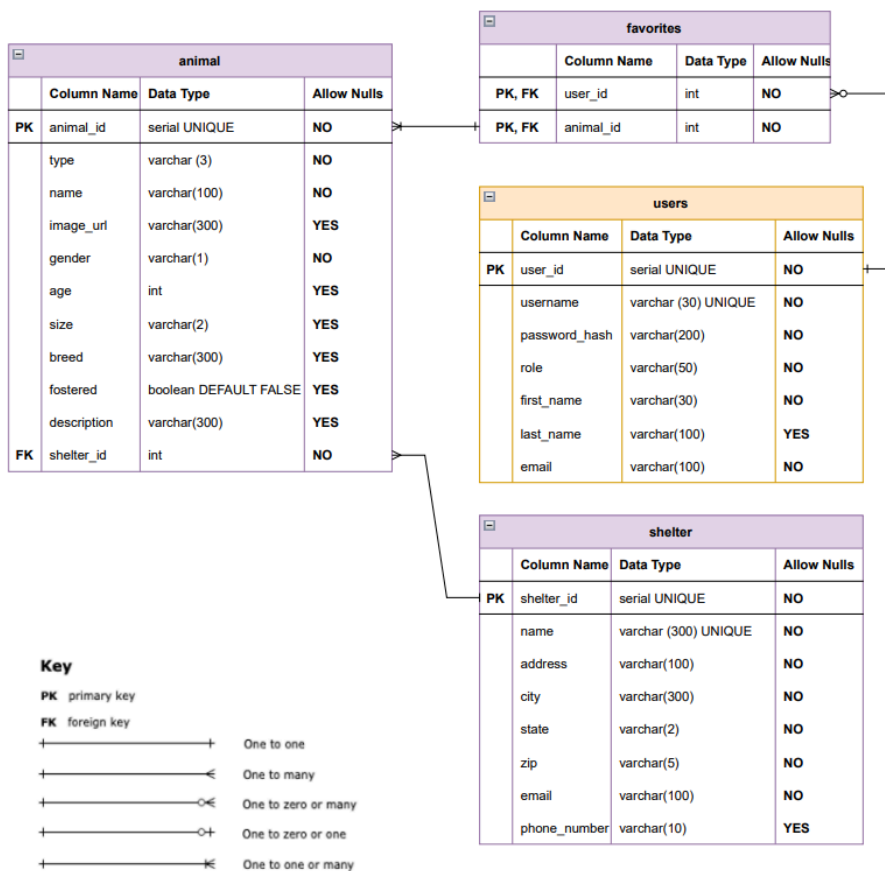 animal
Column Name Data Type Allow Nulls
PK animal_id serial UNIQUE NO
type varchar (3) NO
name varchar(100) NO
image_url varchar(300) YES
gender varchar(1) NO
age int YES
size varchar(2) YES
breed varchar(300) YES
fostered boolean DEFAULT FALSE YES
description varchar(300) YES
FK shelter_id int NO
favorites
Column Name Data Type Allow Nulls
PK, FK user_id int NO
PK, FK animal_id int NO
users
Column Name Data Type Allow Nulls
PK user_id serial UNIQUE NO
username varchar (30) UNIQUE NO
password_hash varchar(200) NO
role varchar(50) NO
first_name varchar(30) NO
last_name varchar(100) YES
email varchar(100) NO
shelter
Column Name Data Type Allow Nulls
PK shelter_id serial UNIQUE NO
name varchar (300) UNIQUE NO
address varchar(100) NO
city varchar(300) NO
state varchar(2) NO
zip varchar(5) NO
email varchar(100) NO
phone_number varchar(10) YES
Key
PK primary key
FK foreign key
One to one
One to many
One to zero or many
One to zero or one
One to one or many